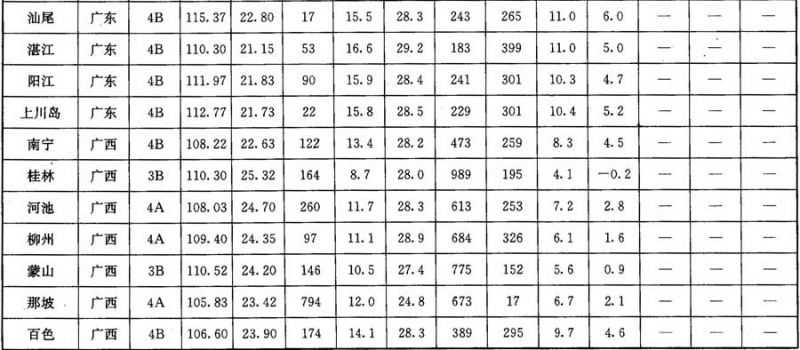 汕尾 广东 4B 115.37 22.80 17 15.5 28.3 243 265 11.0 6.0 — — —
湛江 广东 4B 110.30 21.15 53 16.6 29.2 183 399 11.0 5.0 — — —
阳江 广东 4B 111.97 21.83 90 15.9 28.4 241 301 10.3 4.7 — — —
上川岛 广东 4B 112.77 21.73 22 15.8 28.5 229 301 10.4 5.2 — — —
南宁 广西 4B 108.22 22.63 122 13.4 28.2 473 259 8.3 4.5 — — —
桂林 广西 3B 110.30 25.32 164 8.7 28.0 989 195 4.1 -0.2 — — —
河池 广西 4A 108.03 24.70 260 11.7 28.3 613 253 7.2 2.8 — — —
柳州 广西 4A 109.40 24.35 97 11.1 28.9 684 326 6.1 1.6 — — —
蒙山 广西 3B 110.52 24.20 146 10.5 27.4 775 152 5.6 0.9 — — —
那坡 广西 4A 105.83 23.42 794 12.0 24.8 673 17 6.7 2.1 — — —
百色 广西 4B 106.60 23.90 174 14.1 28.3 389 295 9.7 4.6 — — —